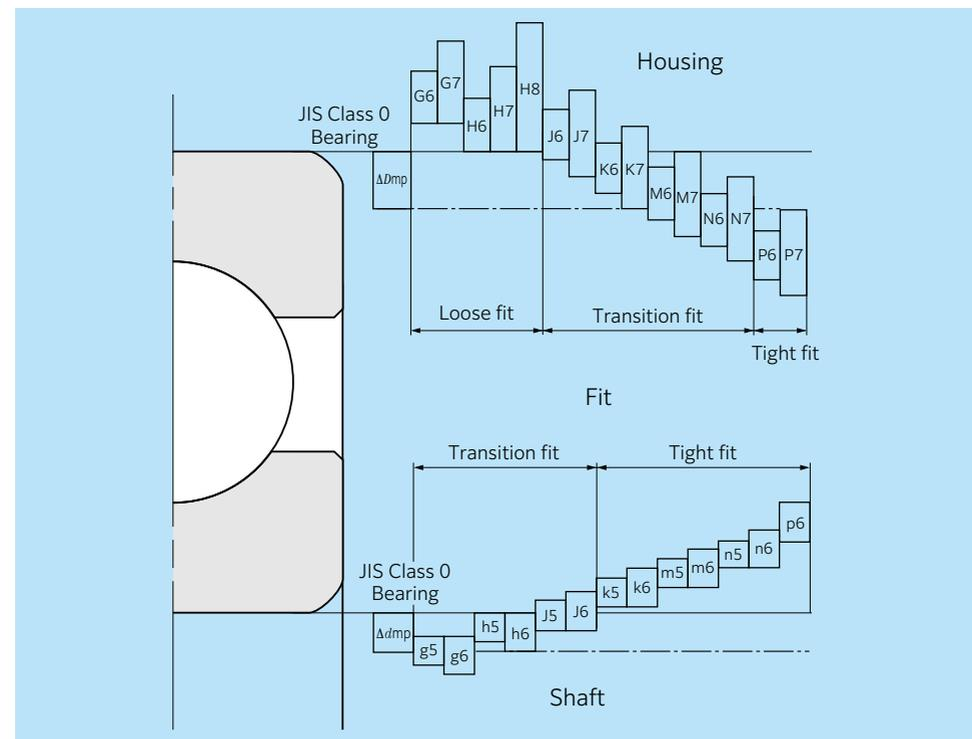 Housing
JIS Class 0
Bearing
ΔDmp
G6
G7
H6
H7
H8
J6
J7
K6
K7
M6
M7
N6
N7
P6
P7
Loose fit
Transition fit
Tight fit
Fit
Transition fit
Tight fit
JIS Class 0
Bearing
Δdmp
g5
g6
h5
h6
J5
J6
k5
k6
m5
m6
n5
n6
p6
Shaft